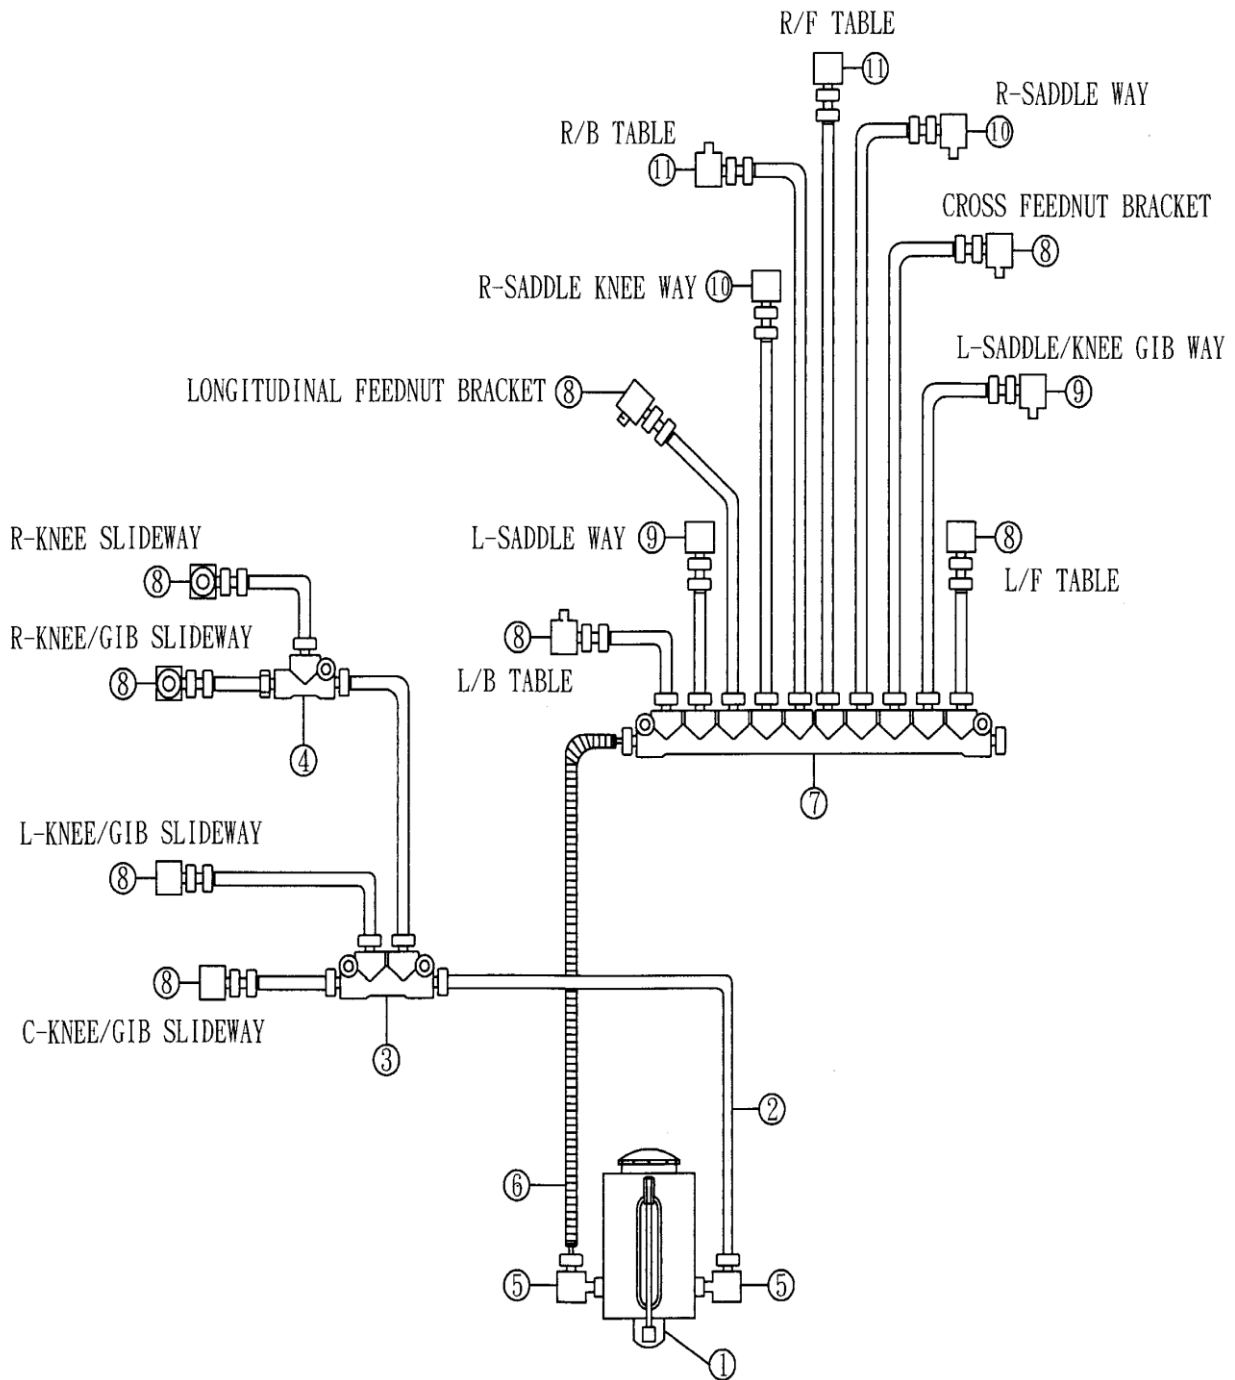 R/F TABLE
11
R-SADDLE WAY
10
R/B TABLE
11
CROSS FEEDNUT BRACKET
8
R-SADDLE KNEE WAY 10
L-SADDLE/KNEE GIB WAY
9
LONGITUDINAL FEEDNUT BRACKET 8
R-KNEE SLIDEWAY
8
L-SADDLE WAY 9
8
L/F TABLE
R-KNEE/GIB SLIDEWAY
8
8
L/B TABLE
4
7
L-KNEE/GIB SLIDEWAY
8
8
C-KNEE/GIB SLIDEWAY
3
2
6
5
5
1